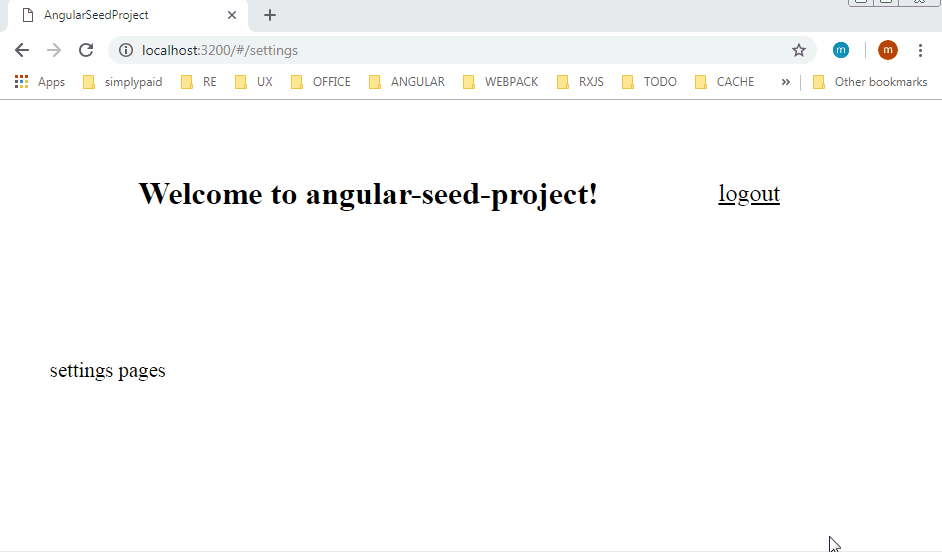 AngularSeedProject
localhost:3200/#/settings
m
m
Apps simplypaid RE UX OFFICE ANGULAR WEBPACK RXJS TODO CACHE » Other bookmarks
Welcome to angular-seed-project! logout
settings pages